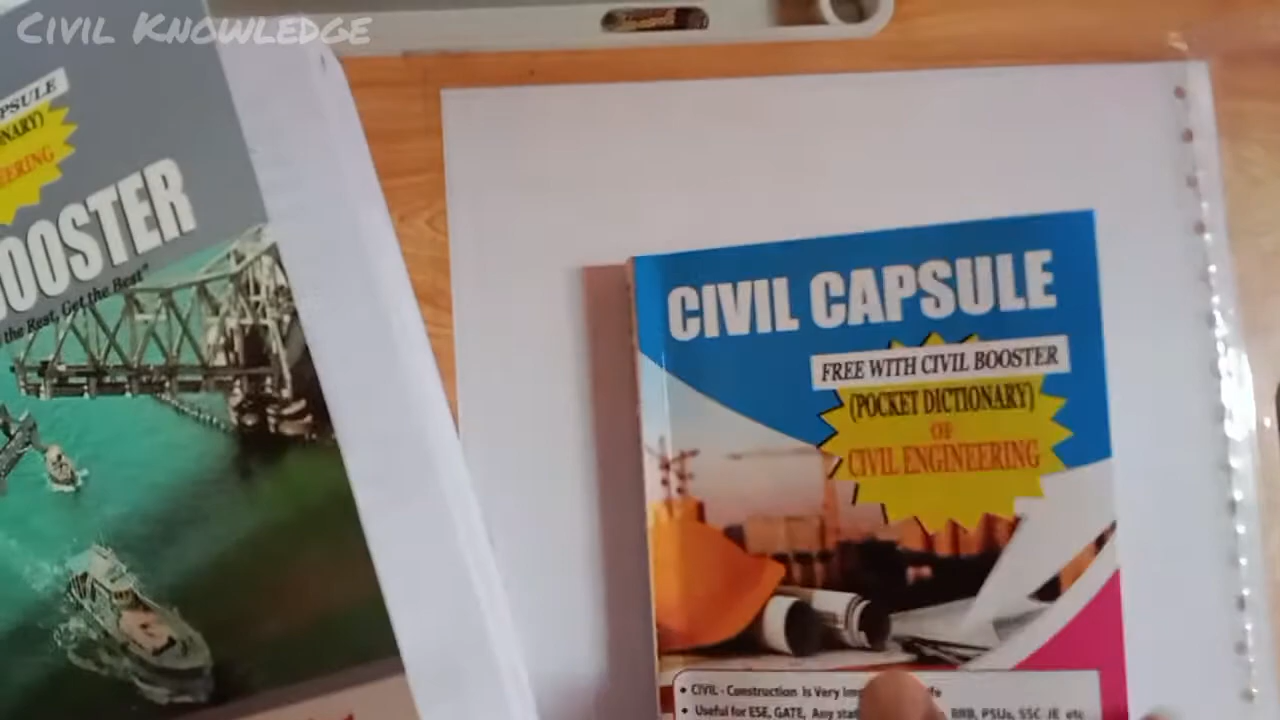 CIVIL KNOWLEDGE
PSULE
NARY)
EERING
OOSTER
the Rest, Get the Best"
CIVIL CAPSULE
FREE WITH CIVIL BOOSTER
(POCKET DICTIONARY)
OF
CIVIL ENGINEERING
• CIVIL - Construction Is Very
• Useful for ESE, GATE, Any RRB, PSUs, SSC JE etc